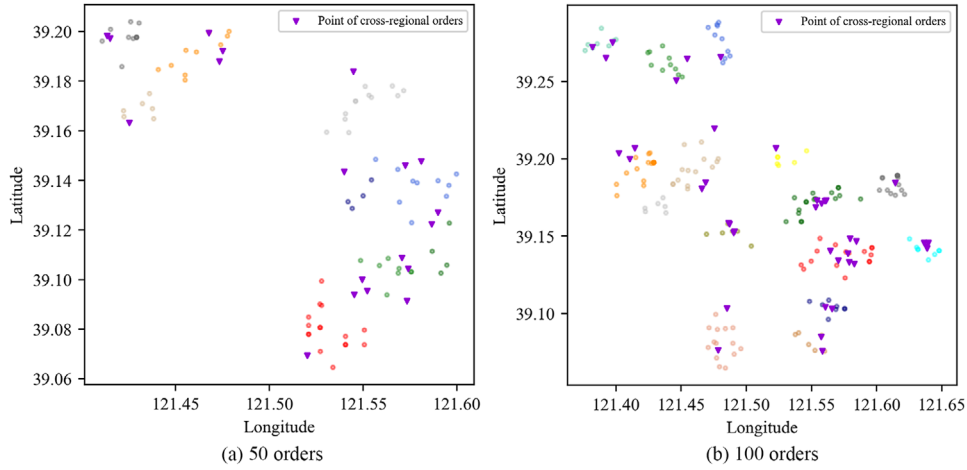 Point of cross-regional orders
39.20
39.18
39.16
39.14
39.12
39.10
39.08
39.06
Latitude
121.45
121.50
121.55
121.60
Longitude
(a) 50 orders
Point of cross-regional orders
39.25
39.20
39.15
39.10
Latitude
121.40
121.45
121.50
121.55
121.60
121.65
Longitude
(b) 100 orders